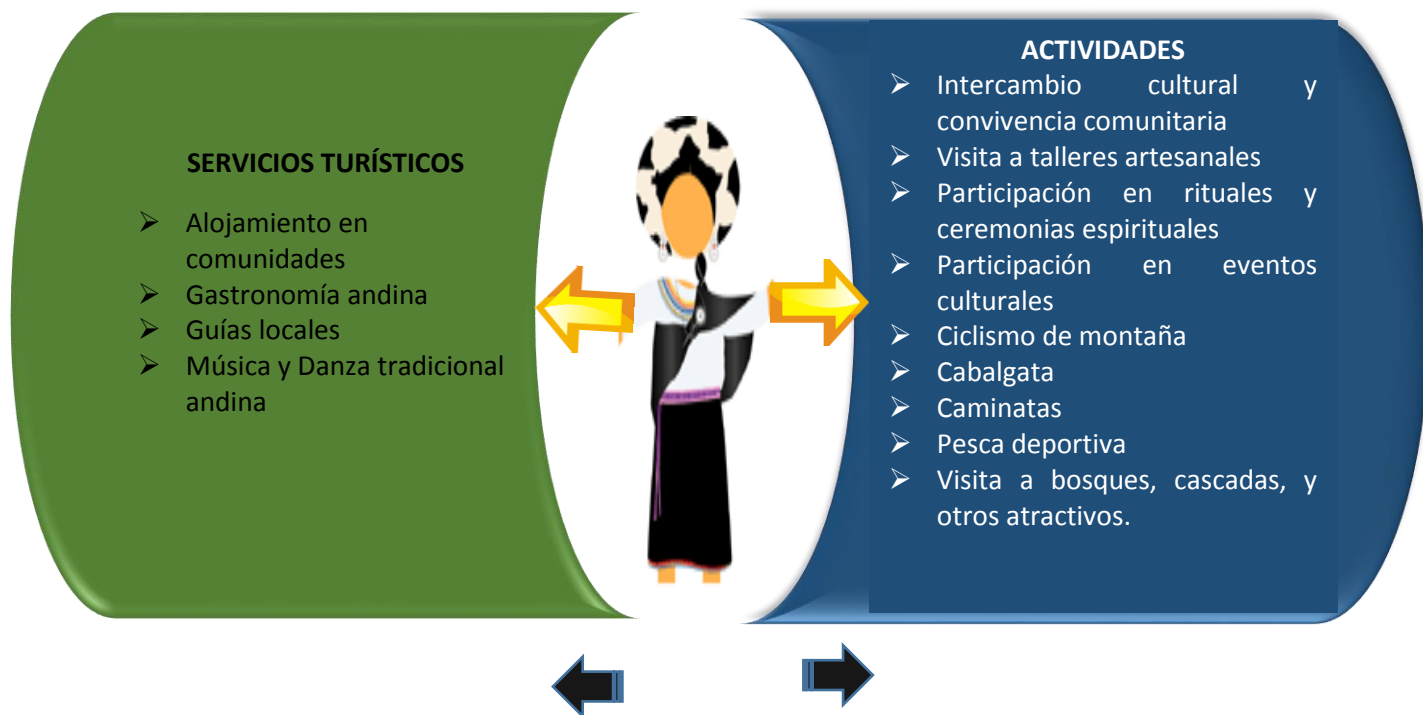 SERVICIOS TURÍSTICOS
➢ Alojamiento en
comunidades
➢ Gastronomía andina
➢ Guías locales
➢ Música y Danza tradicional
andina
ACTIVIDADES
➢ Intercambio cultural y
convivencia comunitaria
➢ Visita a talleres artesanales
➢ Participación en rituales y
ceremonias espirituales
➢ Participación en eventos
culturales
➢ Ciclismo de montaña
➢ Cabalgata
➢ Caminatas
➢ Pesca deportiva
➢ Visita a bosques, cascadas, y
otros atractivos.